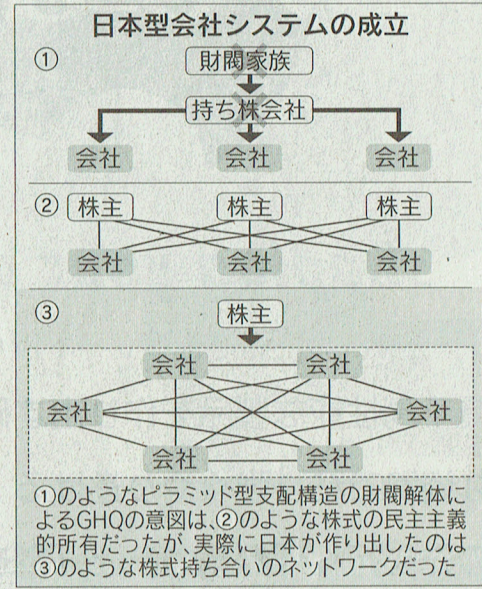 日本型会社システムの成立
①
財閥家族
持ち株会社
会社 会社 会社
②
株主 株主 株主
会社 会社 会社
③
株主
会社 会社
会社 会社
会社 会社
①のようなピラミッド型支配構造の財閥解体に
よるGHQの意図は、②のような株式の民主主義
的所有だったが、実際に日本が作り出したのは
③のような株式持ち合いのネットワークだった